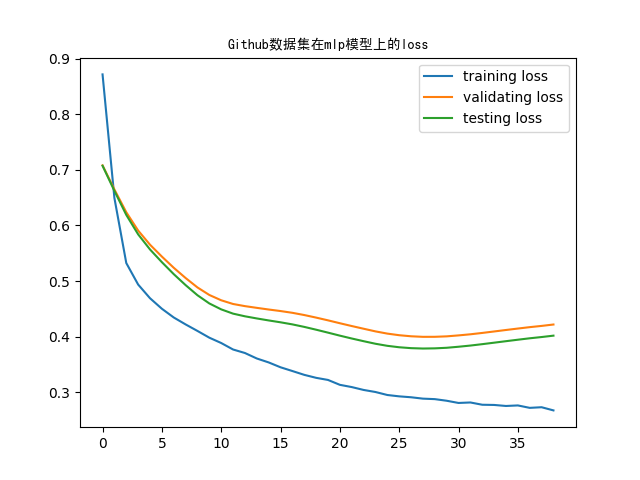 Github数据集在mlp模型上的loss
0.9
0.8
0.7
0.6
0.5
0.4
0.3
training loss
validating loss
testing loss
0 5 10 15 20 25 30 35